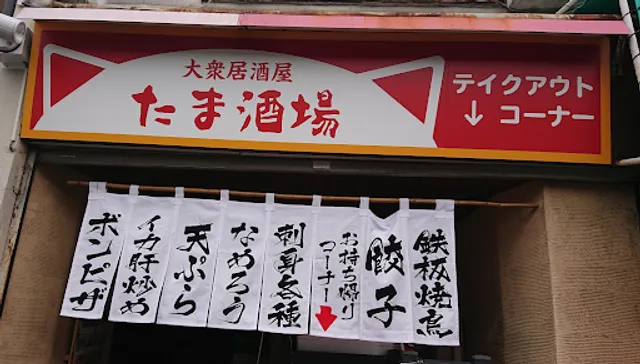 大衆居酒屋
たま酒場
テイクアウト
↓ コーナー
鉄板焼鳥
餃子
お持ち帰り
コーナー
刺身各種
なめろう
天ぷら
イカ肝炒め
ボンピザ